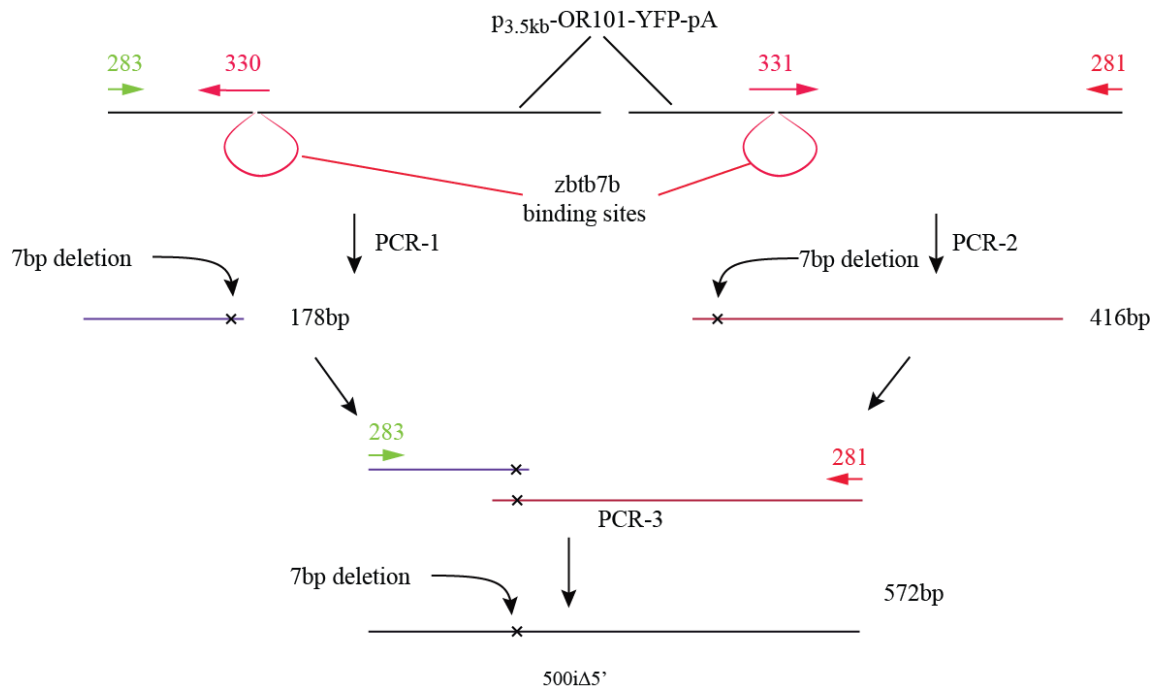 p3.5kb-OR101-YFP-pA
283
330
331
281
zbtb7b
binding sites
PCR-1
PCR-2
7bp deletion
7bp deletion
178bp
416bp
283
281
PCR-3
7bp deletion
572bp
500iΔ5’